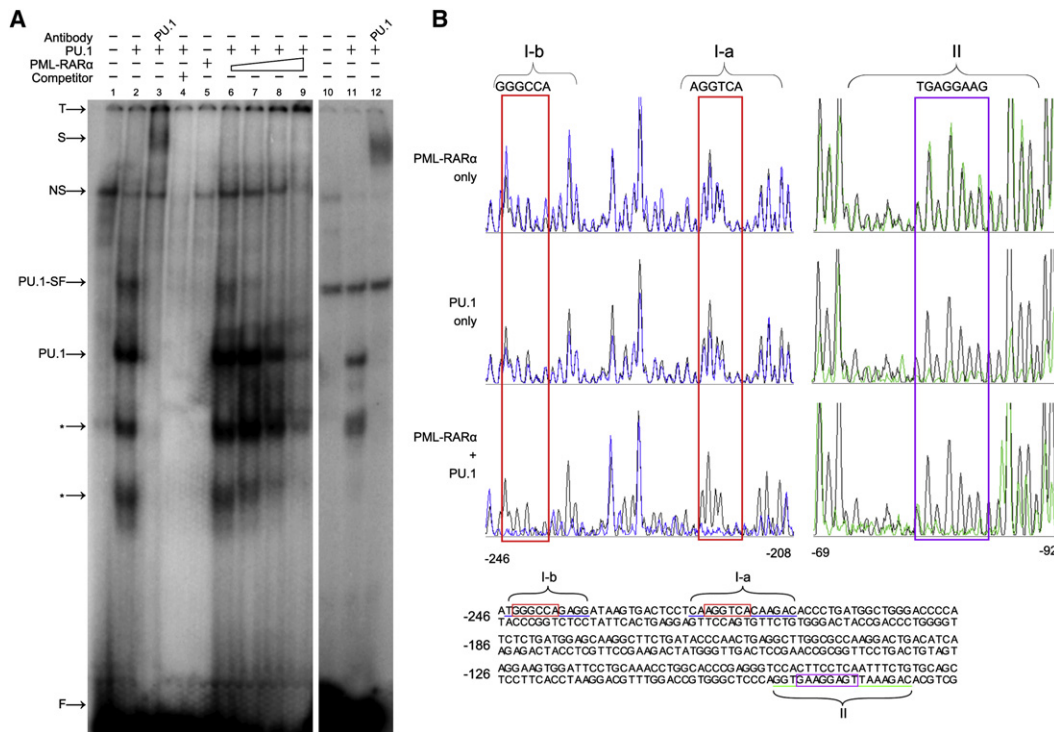 A
Antibody – – PU.1 – – – – – – – – PU.1
PU.1 – + + + – + + + + – + +
PML-RARα – – – – + – – –
Competitor – – – + – – – – – – – –
1 2 3 4 5 6 7 8 9 10 11 12
T→
S→
NS→
PU.1-SF→
PU.1→
*→
*→
F→
B
I-b I-a II
GGGCCA AGGTCA TGAGGAAG
PML-RARα
only
PU.1
only
PML-RARα
+
PU.1
-246 -208 -69 -92
I-b I-a
-246
ATGGGCCAGAGGATAAGTGACTCCTCAAGGTCACAAGACACCCTGATGGCTGGGACCCCA
TACCCGGTCTCCTATTCACTGAGGAGTTCCAGTGTTCTGTGGGACTACCGACCCTGGGGT
-186
TCTCTGATGGAGCAAGGCTTCTGATACCCAACTGAGGCTTGGCGCCAAGGACTGACATCA
AGAGACTACCTCGTTCCGAAGACTATGGGTTGACTCCGAACCGCGGTTCCTGACTGTAGT
-126
AGGAAGTGGATTCCTGCAAACCTGGCACCCGAGGGTCCACTTCCTCAATTTCTGTGCAGC
TCCTTCACCTAAGGACGTTTGGACCGTGGGCTCCCAGGTGAAGGAGTTAAAGACACGTCG
II